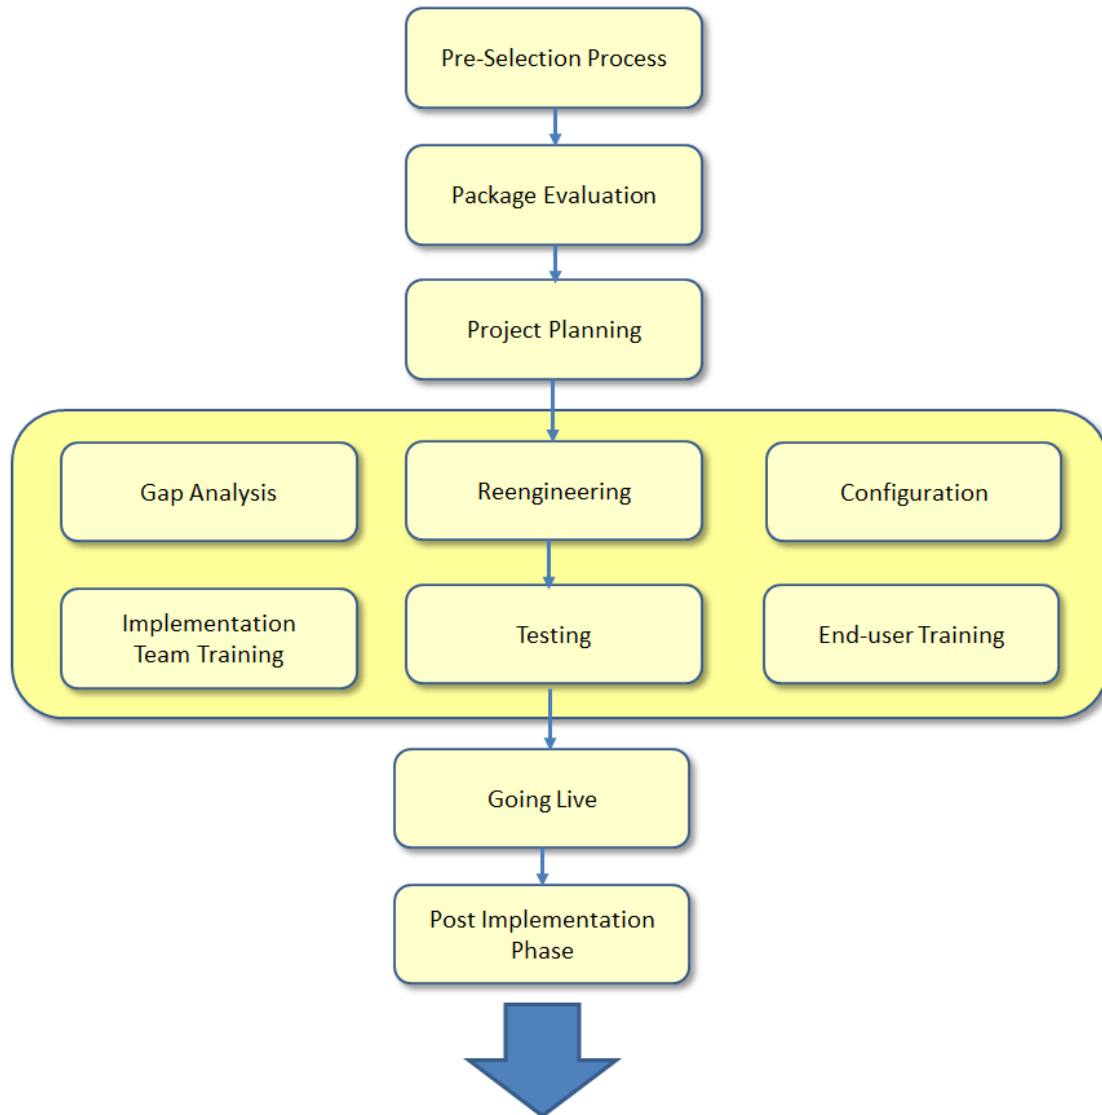 Pre-Selection Process
Package Evaluation
Project Planning
Gap Analysis
Reengineering
Configuration
Implementation
Team Training
Testing
End-user Training
Going Live
Post Implementation
Phase